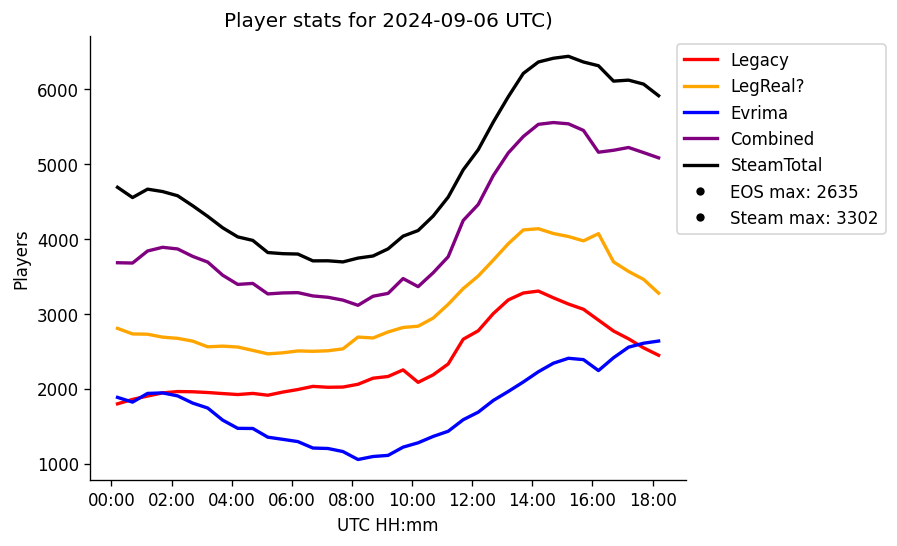 Player stats for 2024-09-06 UTC)
Players
6000
5000
4000
3000
2000
1000
00:00 02:00 04:00 06:00 08:00 10:00 12:00 14:00 16:00 18:00
UTC HH:mm
Legacy
LegReal?
Evrima
Combined
SteamTotal
EOS max: 2635
Steam max: 3302